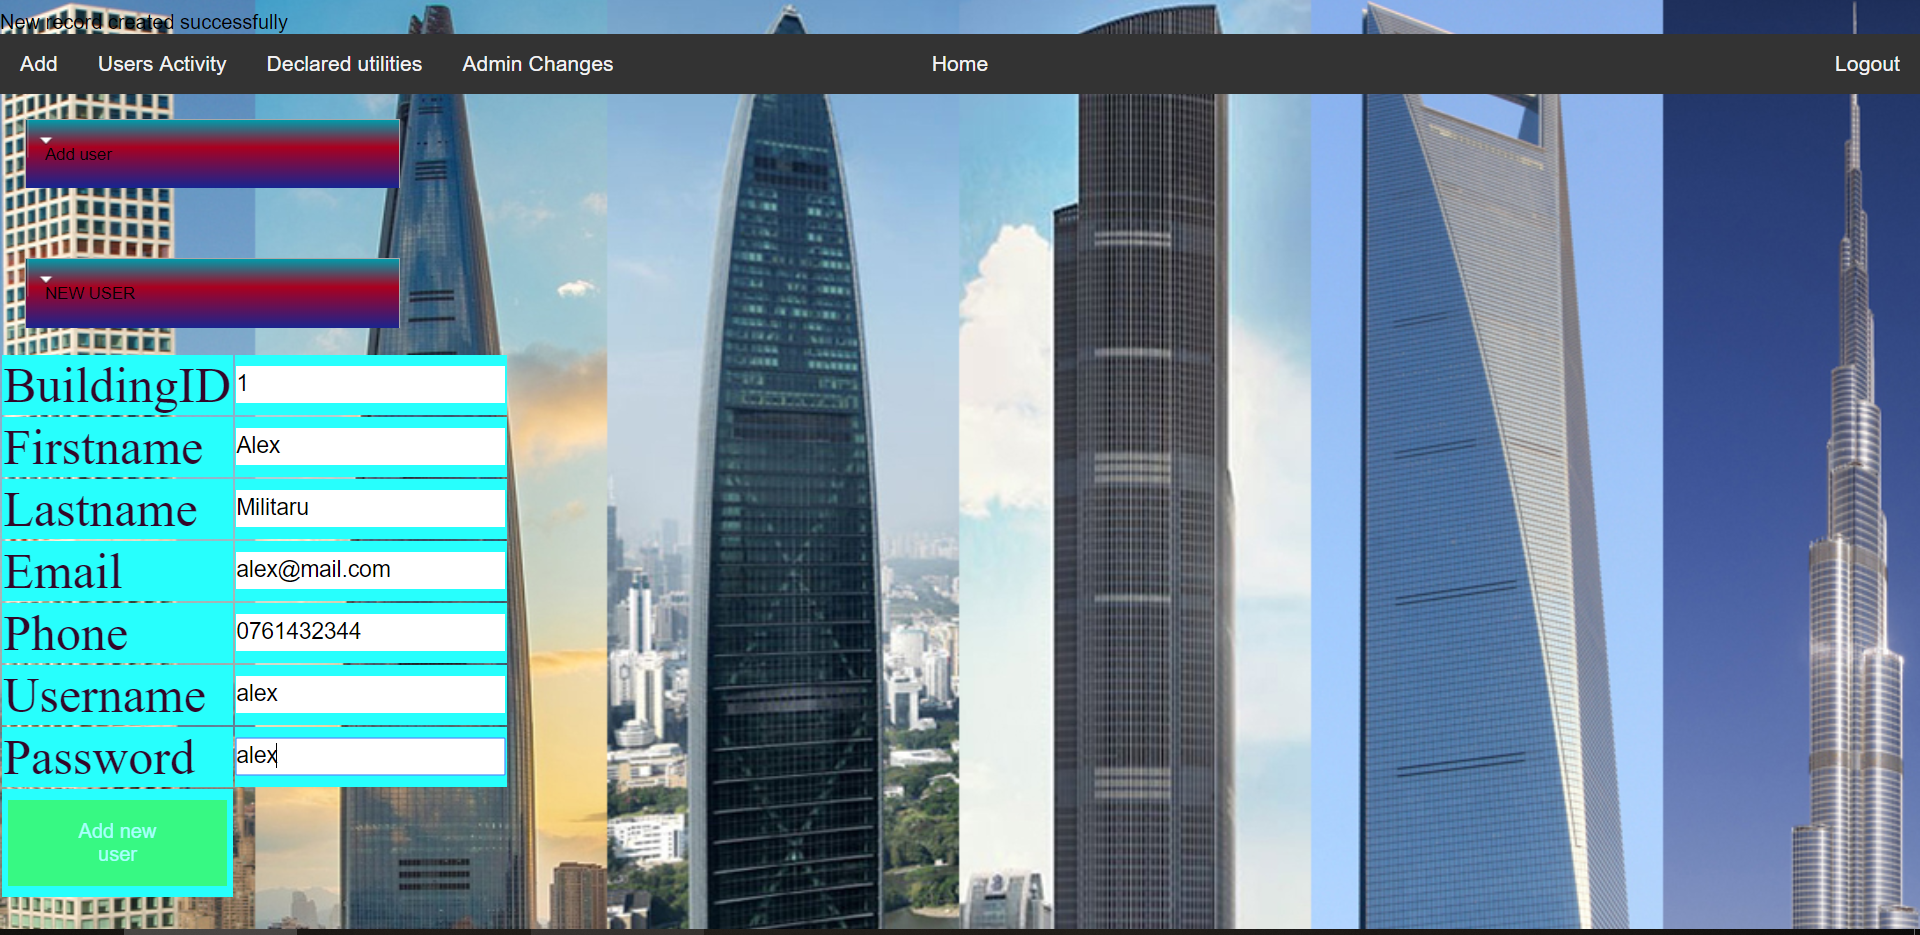 New record created successfully
Add Users Activity Declared utilities Admin Changes Home Logout
Add user
NEW USER
BuildingID 1
Firstname Alex
Lastname Militaru
Email alex@mail.com
Phone 0761432344
Username alex
Password alex
Add new
user